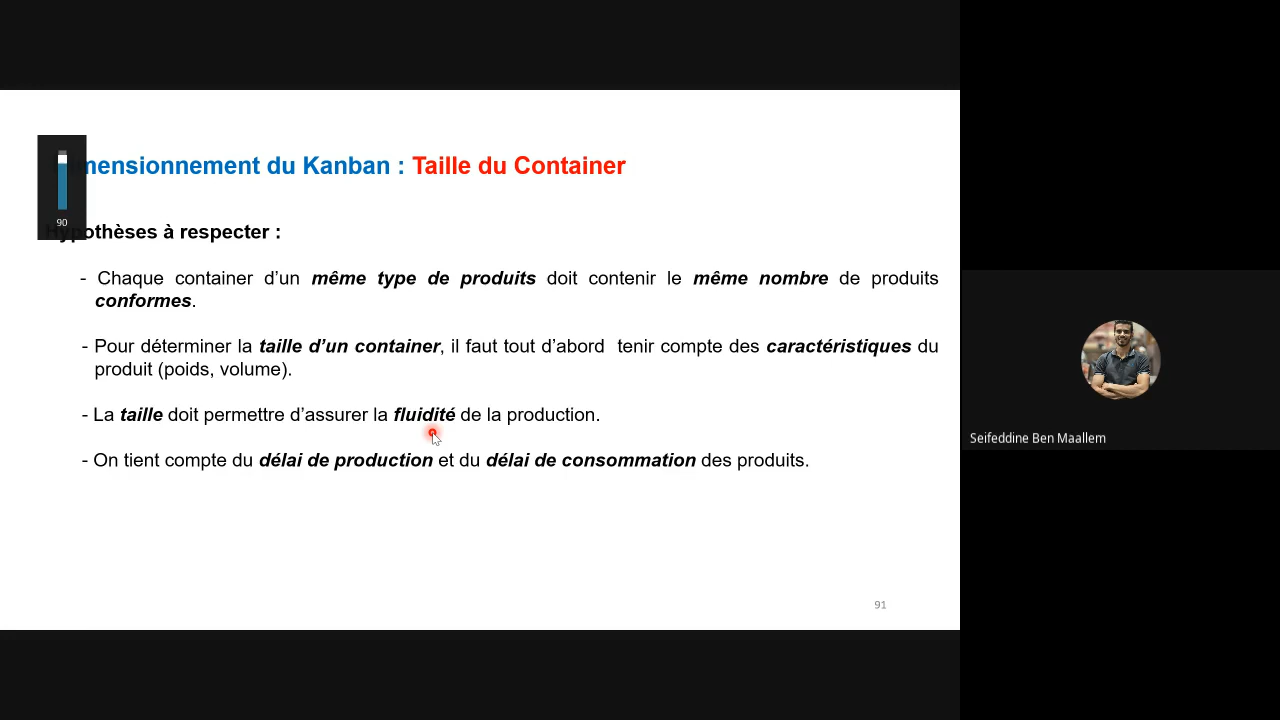 Dimensionnement du Kanban : Taille du Container
90
Hypothèses à respecter :
- Chaque container d’un même type de produits doit contenir le même nombre de produits
conformes.
- Pour déterminer la taille d’un container, il faut tout d’abord tenir compte des caractéristiques du
produit (poids, volume).
- La taille doit permettre d’assurer la fluidité de la production.
- On tient compte du délai de production et du délai de consommation des produits.
91
Seifeddine Ben Maallem